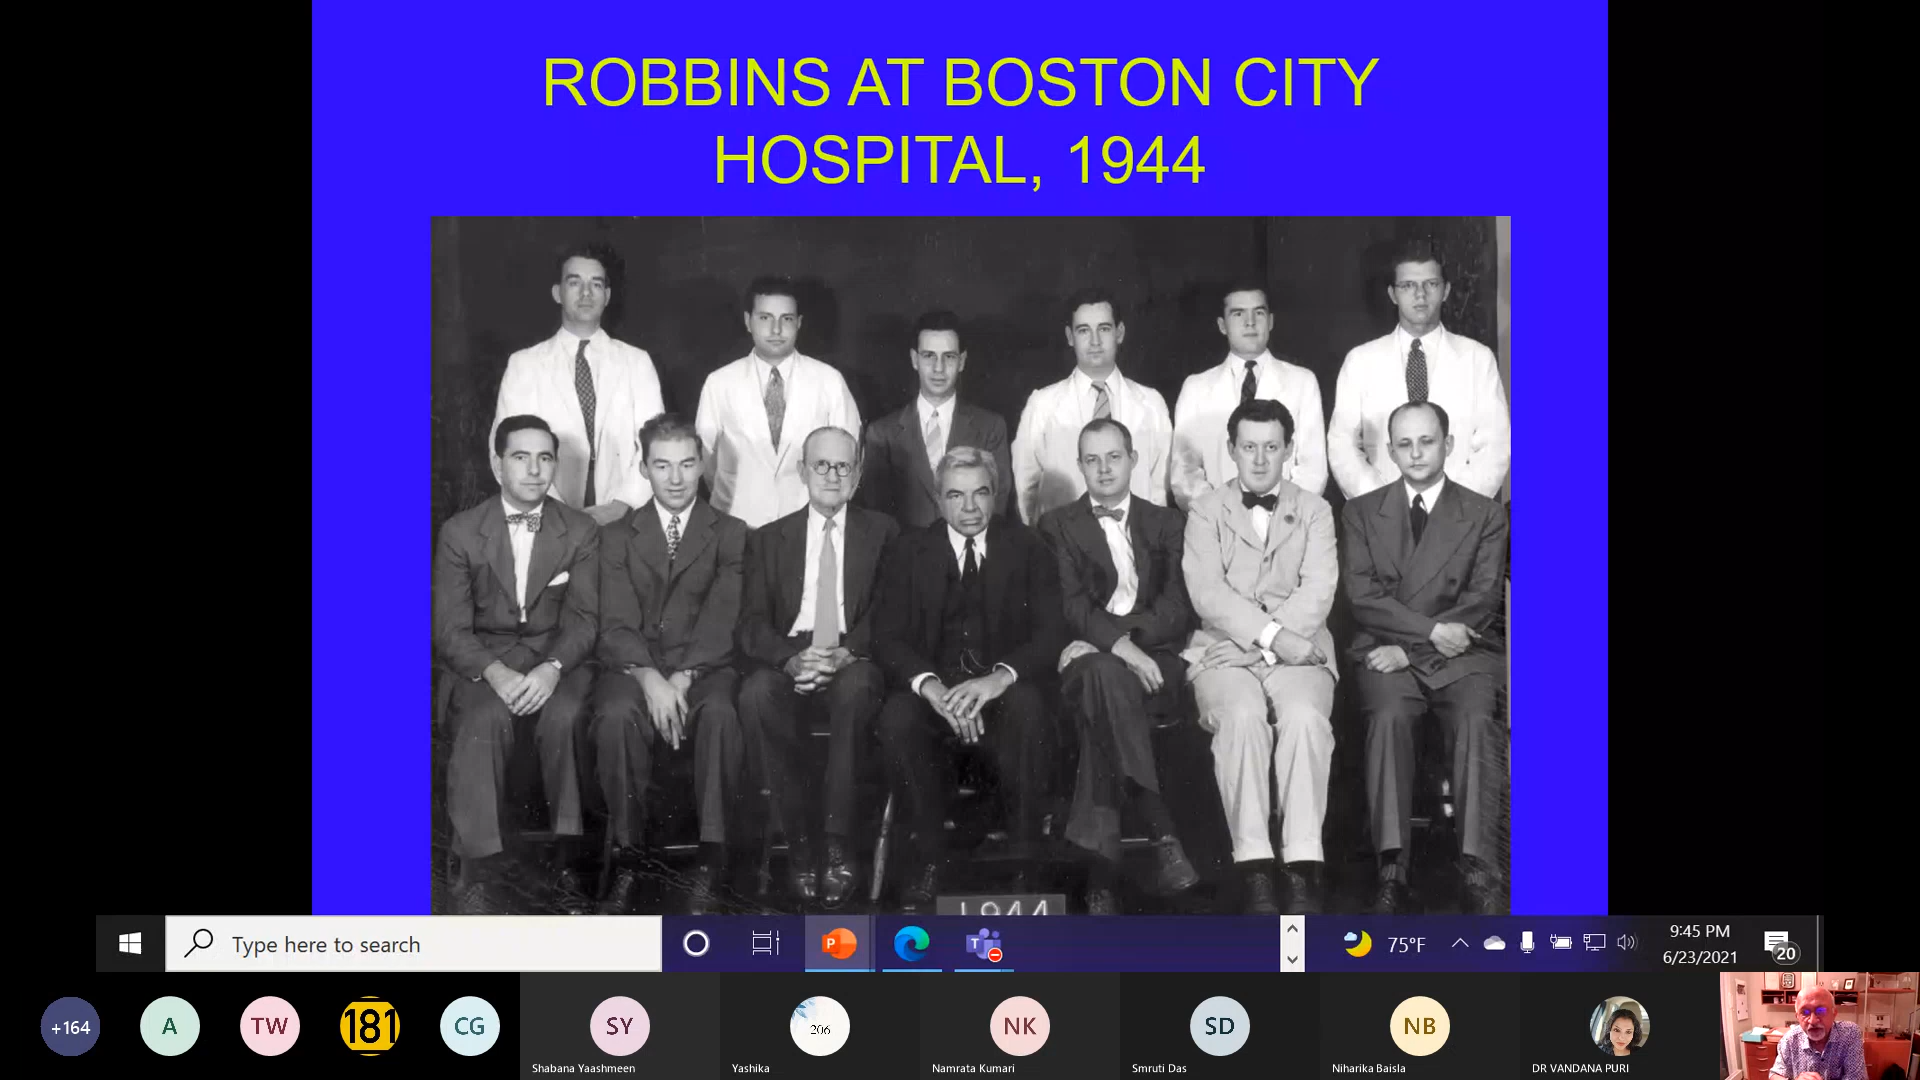 ROBBINS AT BOSTON CITY
HOSPITAL, 1944
1944
Type here to search
P
T
75°F
9:45 PM
6/23/2021
20
+164
A
TW
181
CG
SY
206
NK
SD
NB
Shabana Yaashmeen
Yashika
Namrata Kumari
Smruti Das
Niharika Baisla
DR VANDANA PURI